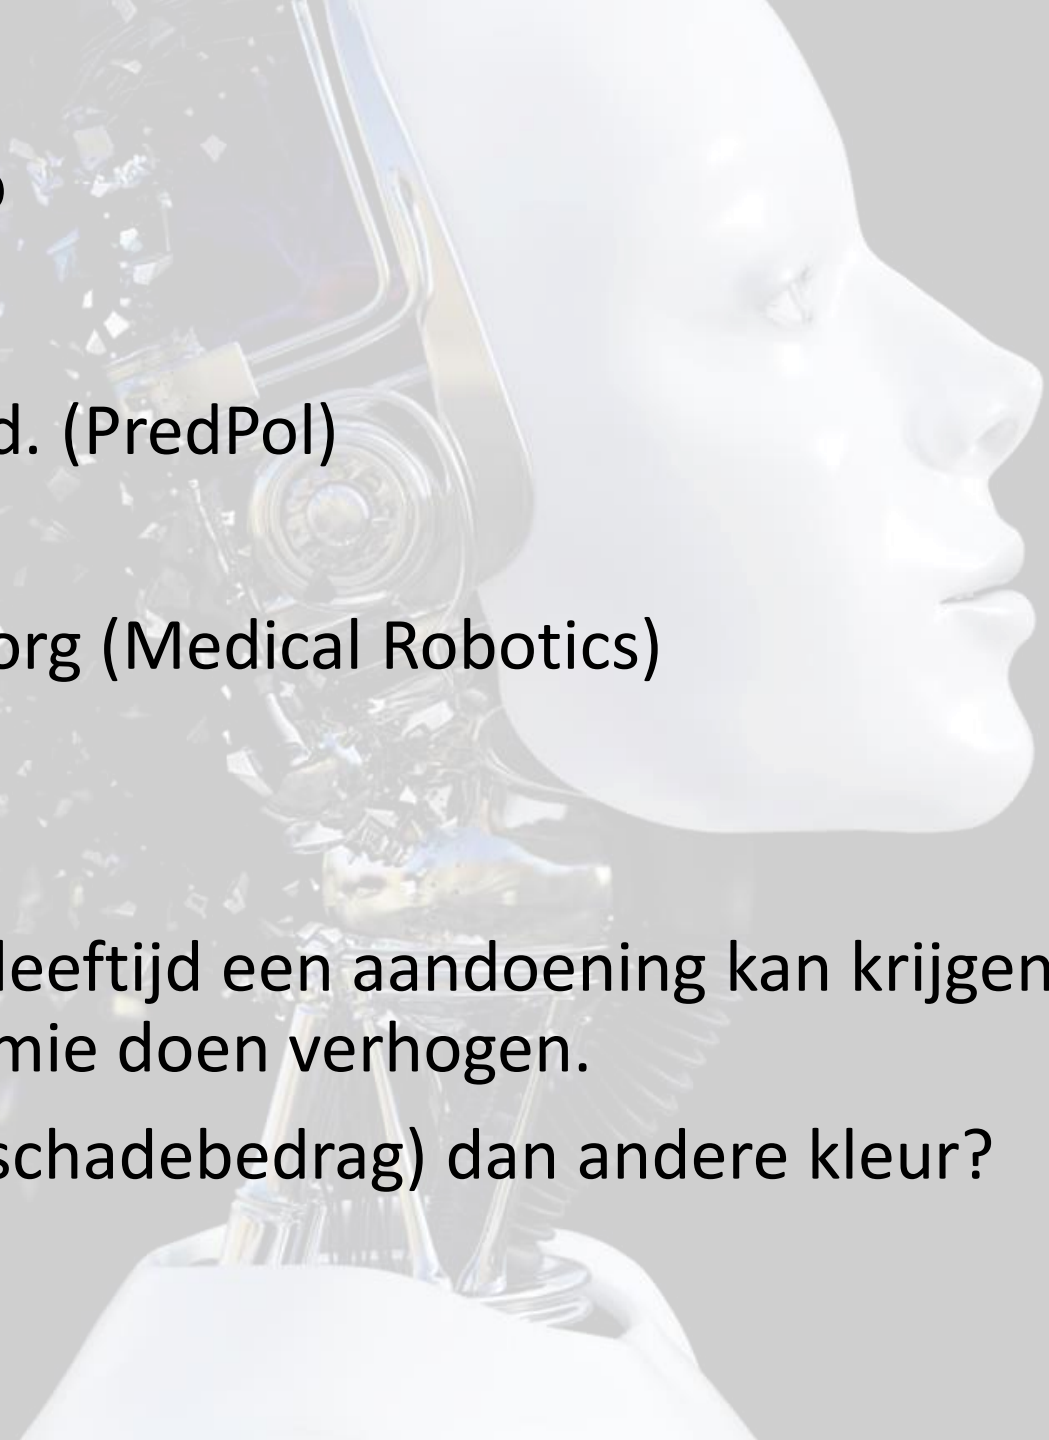 d. (PredPol)
org (Medical Robotics)
leeftijd een aandoening kan krijgen
mie doen verhogen.
schadebedrag) dan andere kleur?